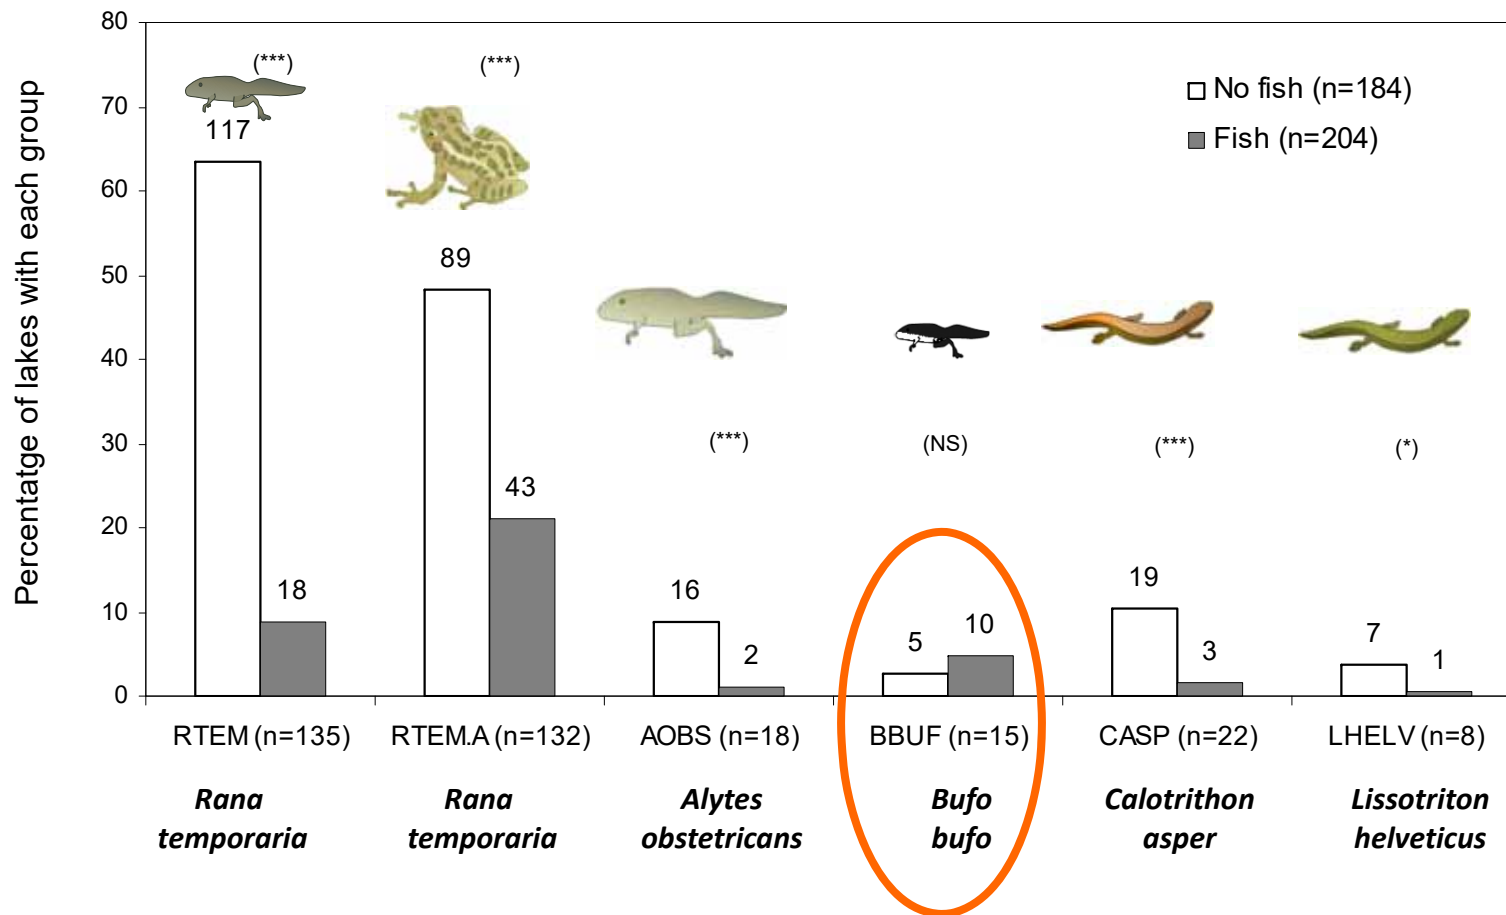 Percentatge of lakes with each group
80
70
60
50
40
30
20
10
0
No fish (n=184)
Fish (n=204)
(***)
(***)
(***)
(NS)
(***)
(*)
117
18
89
43
16
2
5
10
19
3
7
1
RTEM (n=135)
RTEM.A (n=132)
AOBS (n=18)
BBUF (n=15)
CASP (n=22)
LHELV (n=8)
Rana
temporaria
Rana
temporaria
Alytes
obstetricans
Bufo
bufo
Calotrithon
asper
Lissotriton
helveticus